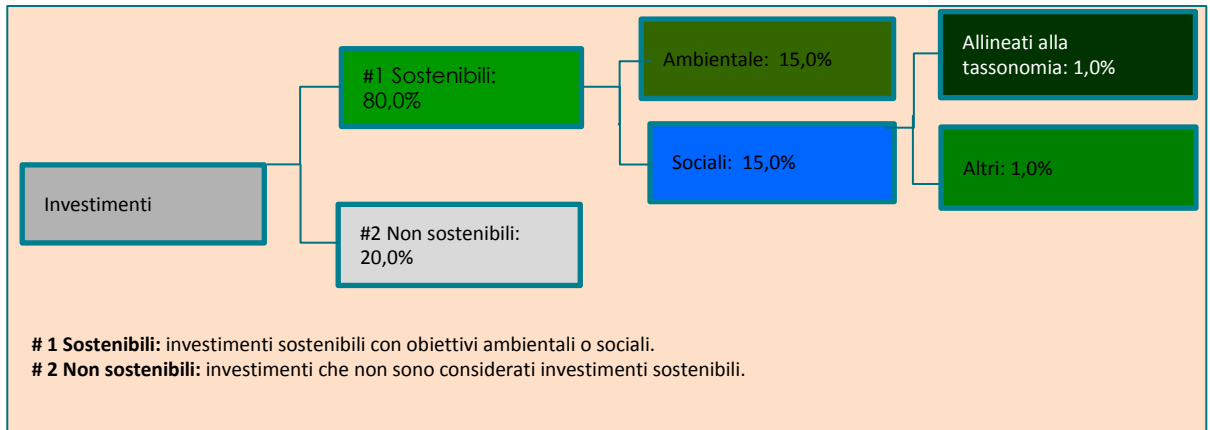 Investimenti
#1 Sostenibili:
80,0%
#2 Non sostenibili:
20,0%
Ambientale: 15,0%
Sociali: 15,0%
Allineati alla
tassonomia: 1,0%
Altri: 1,0%
# 1 Sostenibili: investimenti sostenibili con obiettivi ambientali o sociali.
# 2 Non sostenibili: investimenti che non sono considerati investimenti sostenibili.